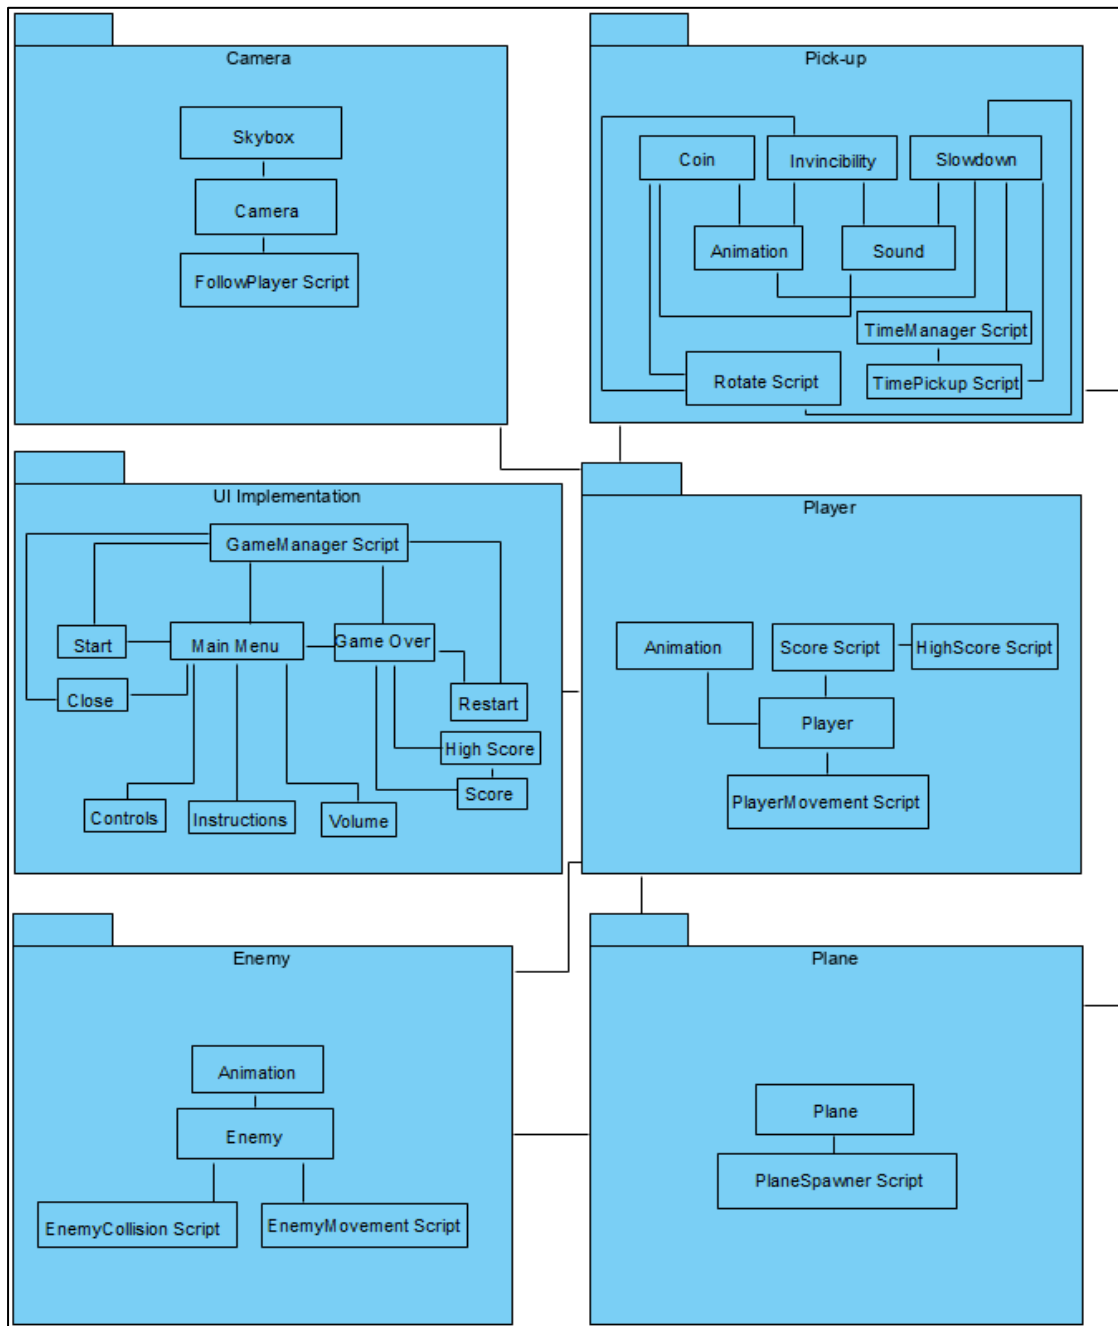 Camera
Skybox
Camera
FollowPlayer Script
Pick-up
Coin
Invincibility
Slowdown
Animation
Sound
TimeManager Script
Rotate Script
TimePickup Script
UI Implementation
GameManager Script
Start
Main Menu
Game Over
Close
Restart
High Score
Score
Controls
Instructions
Volume
Player
Animation
Score Script
HighScore Script
Player
PlayerMovement Script
Enemy
Animation
Enemy
EnemyCollision Script
EnemyMovement Script
Plane
Plane
PlaneSpawner Script